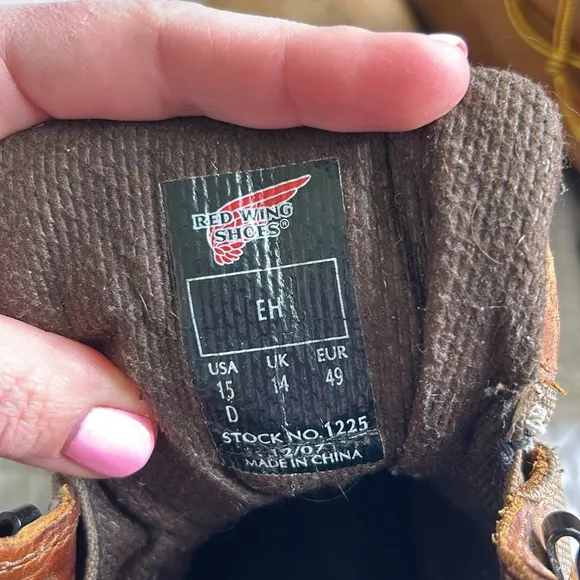 RED WING
SHOES®
EH
USA UK EUR
15 14 49
D
STOCK NO. 1225
12/07
MADE IN CHINA